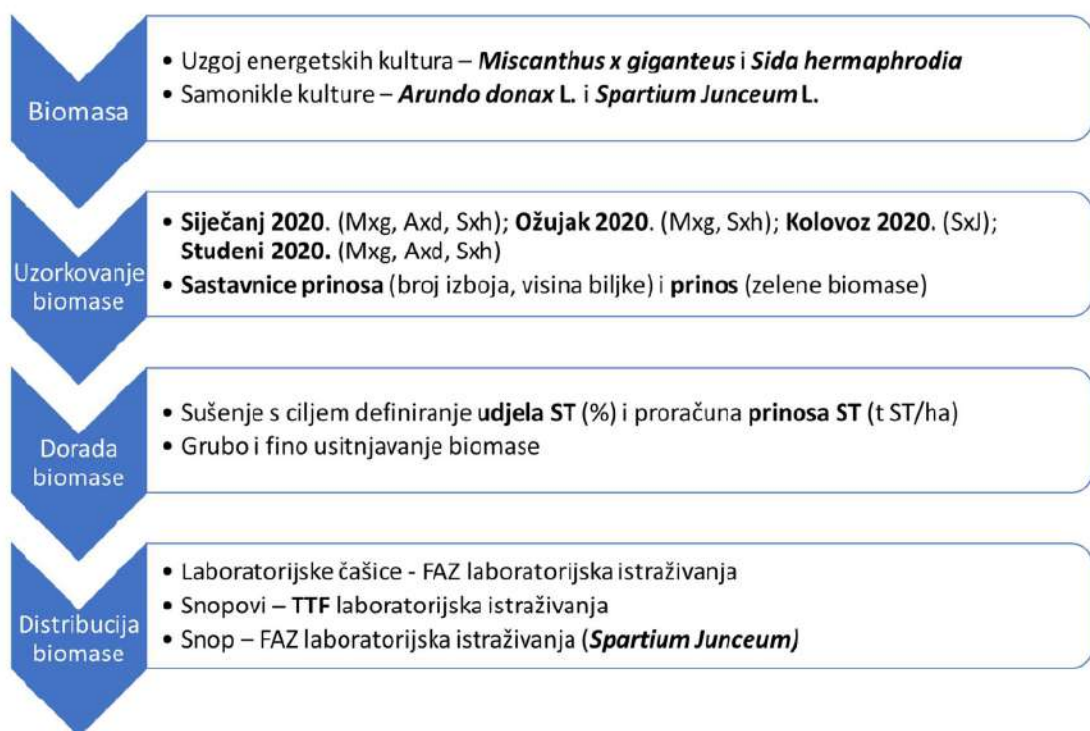 Biomasa
• Uzgoj energetskih kultura – Miscanthus x giganteus i Sida hermaphrodia
• Samonikle kulture – Arundo donax L. i Spartium Junceum L.
Uzorkovanje
biomase
• Siječanj 2020. (Mxg, Axd, Sxh); Ožujak 2020. (Mxg, Sxh); Kolovoz 2020. (SxJ);
Studeni 2020. (Mxg, Axd, Sxh)
• Sastavnice prinosa (broj izboja, visina biljke) i prinos (zelene biomase)
Dorada
biomase
• Sušenje s ciljem definiranje udjela ST (%) i proračuna prinosa ST (t ST/ha)
• Grubo i fino usitnjavanje biomase
Distribucija
biomase
• Laboratorijske čašice - FAZ laboratorijska istraživanja
• Snopovi – TTF laboratorijska istraživanja
• Snop – FAZ laboratorijska istraživanja (Spartium Junceum)